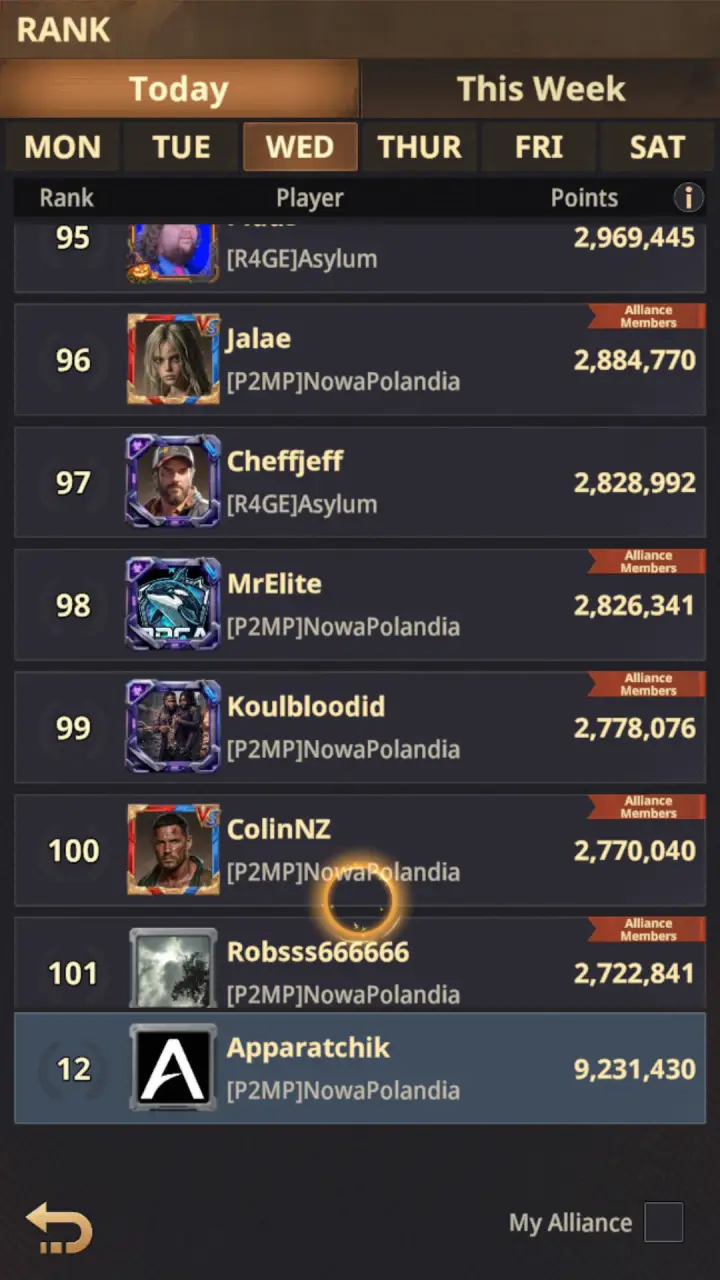 RANK
Today
This Week
MON
TUE
WED
THUR
FRI
SAT
Rank
Player
Points
95
[R4GE]Asylum
2,969,445
96
Jalae
[P2MP]NowaPolandia
Alliance
Members
2,884,770
97
Cheffjeff
[R4GE]Asylum
2,828,992
98
MrElite
[P2MP]NowaPolandia
Alliance
Members
2,826,341
99
Koulbloodid
[P2MP]NowaPolandia
Alliance
Members
2,778,076
100
ColinNZ
[P2MP]NowaPolandia
Alliance
Members
2,770,040
101
Robsss666666
[P2MP]NowaPolandia
Alliance
Members
2,722,841
12
Apparatchik
[P2MP]NowaPolandia
9,231,430
My Alliance